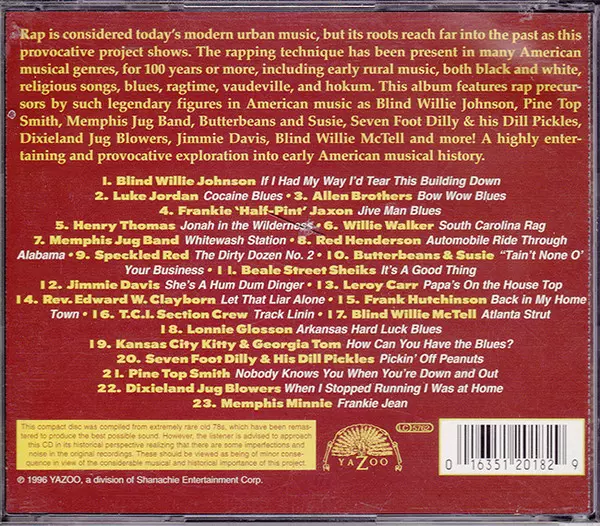 Rap is considered today's modern urban music, but its roots reach far into the past as this
provocative project shows. The rapping technique has been present in many American
musical genres, for 100 years or more, including early rural music, both black and white,
religious songs, blues, ragtime, vaudeville, and hokum. This album features rap precur-
sors by such legendary figures in American music as Blind Willie Johnson, Pine Top
Smith, Memphis Jug Band, Butterbeans and Susie, Seven Foot Dilly & his Dill Pickles,
Dixieland Jug Blowers, Jimmie Davis, Blind Willie McTell and more! A highly enter-
taining and provocative exploration into early American musical history.
1. Blind Willie Johnson If I Had My Way I'd Tear This Building Down
2. Luke Jordan Cocaine Blues • 3. Allen Brothers Bow Wow Blues
4. Frankie 'Half-Pint' Jaxon Jive Man Blues
5. Henry Thomas Jonah in the Wilderness • 6. Willie Walker South Carolina Rag
7. Memphis Jug Band Whitewash Station • 8. Red Henderson Automobile Ride Through
Alabama • 9. Speckled Red The Dirty Dozen No. 2 • 10. Butterbeans & Susie "Tain't None O'
Your Business • 11. Beale Street Sheiks It's A Good Thing
12. Jimmie Davis She's A Hum Dum Dinger • 13. Leroy Carr Papa's On the House Top
14. Rev. Edward W. Clayborn Let That Liar Alone • 15. Frank Hutchinson Back in My Home
Town • 16. T.C.I. Section Crew Track Linin • 17. Blind Willie McTell Atlanta Strut
18. Lonnie Glosson Arkansas Hard Luck Blues
19. Kansas City Kitty & Georgia Tom How Can You Have the Blues?
20. Seven Foot Dilly & His Dill Pickles Pickin' Off Peanuts
21. Pine Top Smith Nobody Knows You When You're Down and Out
22. Dixieland Jug Blowers When I Stopped Running I Was at Home
23. Memphis Minnie Frankie Jean
This compact disc was compiled from extremely rare old 78s, which have been remas-
tered to produce the best possible sound. However, the listener is advised to approach
this CD in its historical perspective realizing that there are some imperfections and
noise in the original recordings. These should be viewed as being of minor conse-
quence in view of the considerable musical and historical importance of this project.
YAZOO
LC 5762
0 16351 20182 9
© 1996 YAZOO, a division of Shanachie Entertainment Corp.